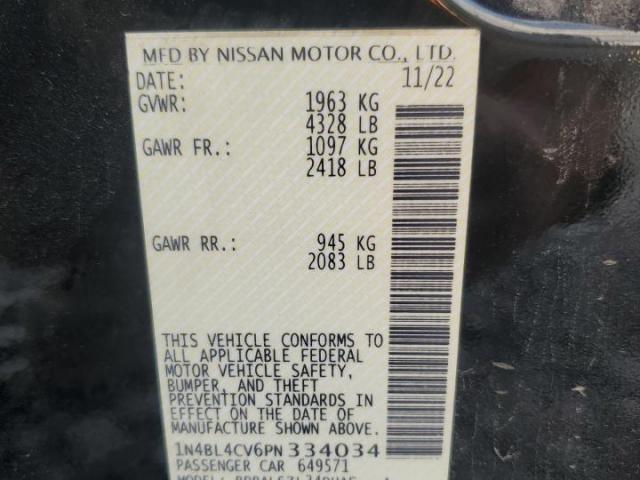 MFD BY NISSAN MOTOR CO., LTD.
DATE: 11/22
GVWR: 1963 KG
4328 LB
GAWR FR.: 1097 KG
2418 LB
GAWR RR.: 945 KG
2083 LB
THIS VEHICLE CONFORMS TO
ALL APPLICABLE FEDERAL
MOTOR VEHICLE SAFETY,
BUMPER, AND THEFT
PREVENTION STANDARDS IN
EFFECT ON THE DATE OF
MANUFACTURE SHOWN ABOVE.
1N4BL4CV6PN334034
PASSENGER CAR 649571